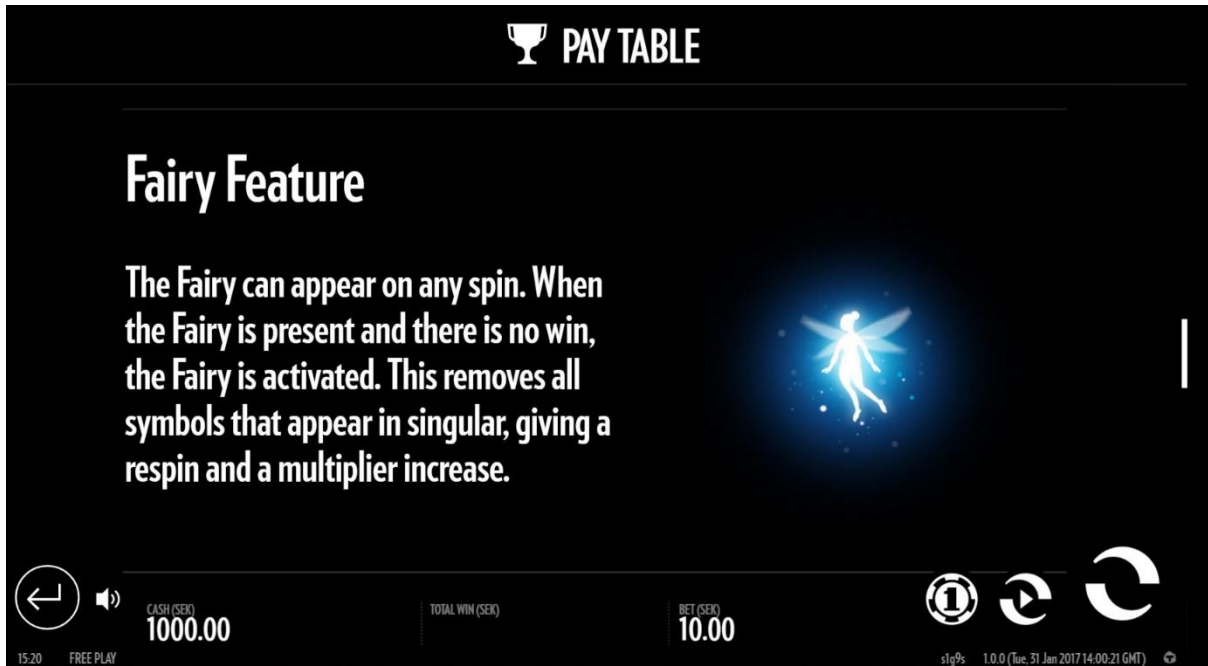 PAY TABLE
Fairy Feature
The Fairy can appear on any spin. When
the Fairy is present and there is no win,
the Fairy is activated. This removes all
symbols that appear in singular, giving a
respin and a multiplier increase.
CASH (SEK)
1000.00
TOTAL WIN (SEK)
BET (SEK)
10.00
1
15:20 FREE PLAY
s1g9s 1.0.0 (Tue, 31 Jan 2017 14:00:21 GMT)